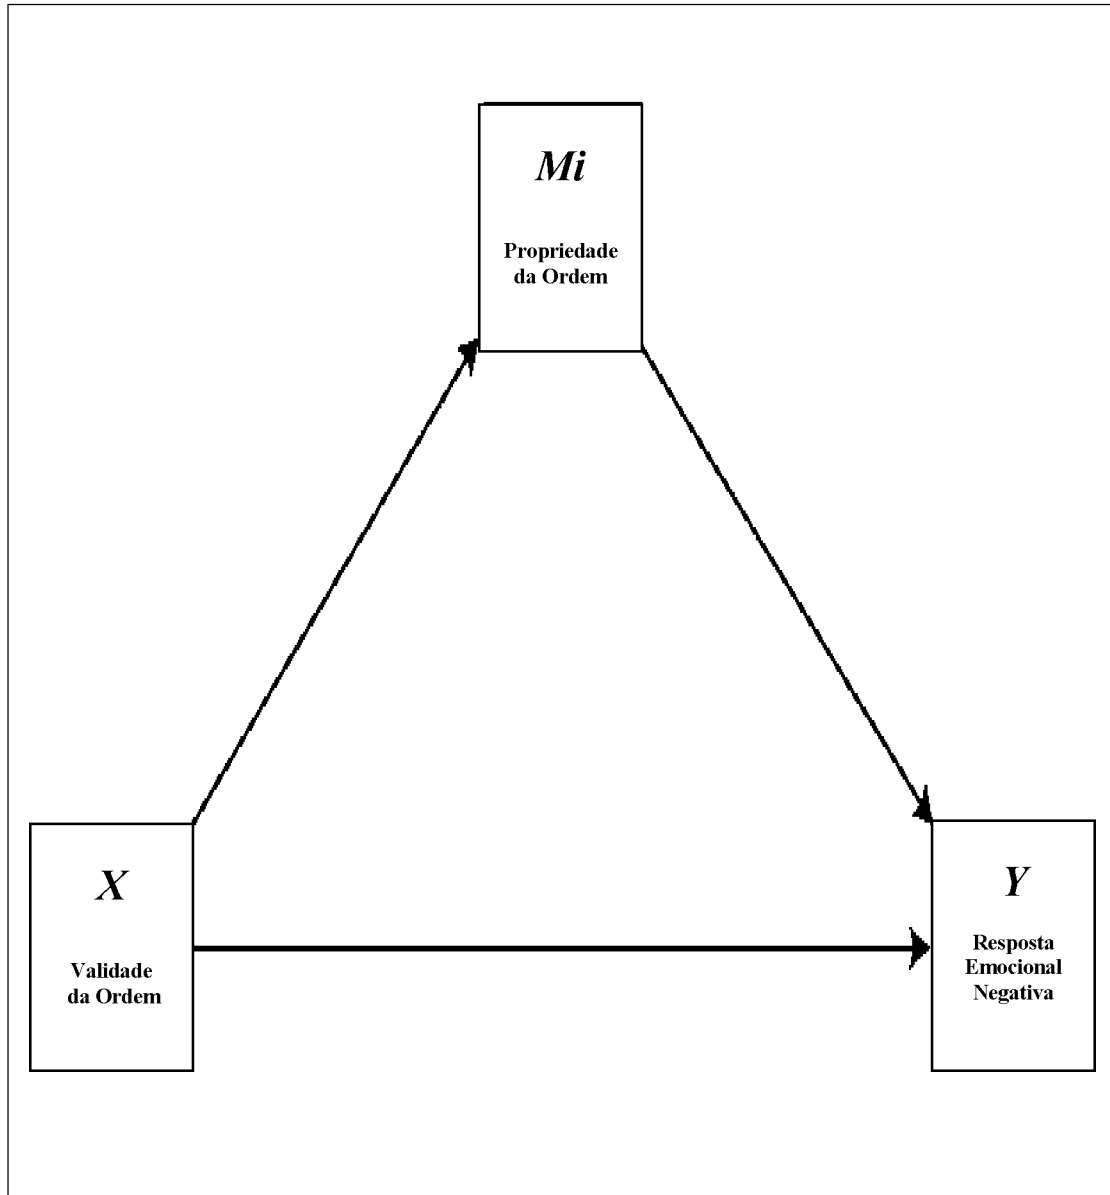 Mi
Propriedade
da Ordem
X
Validade
da Ordem
Y
Resposta
Emocional
Negativa